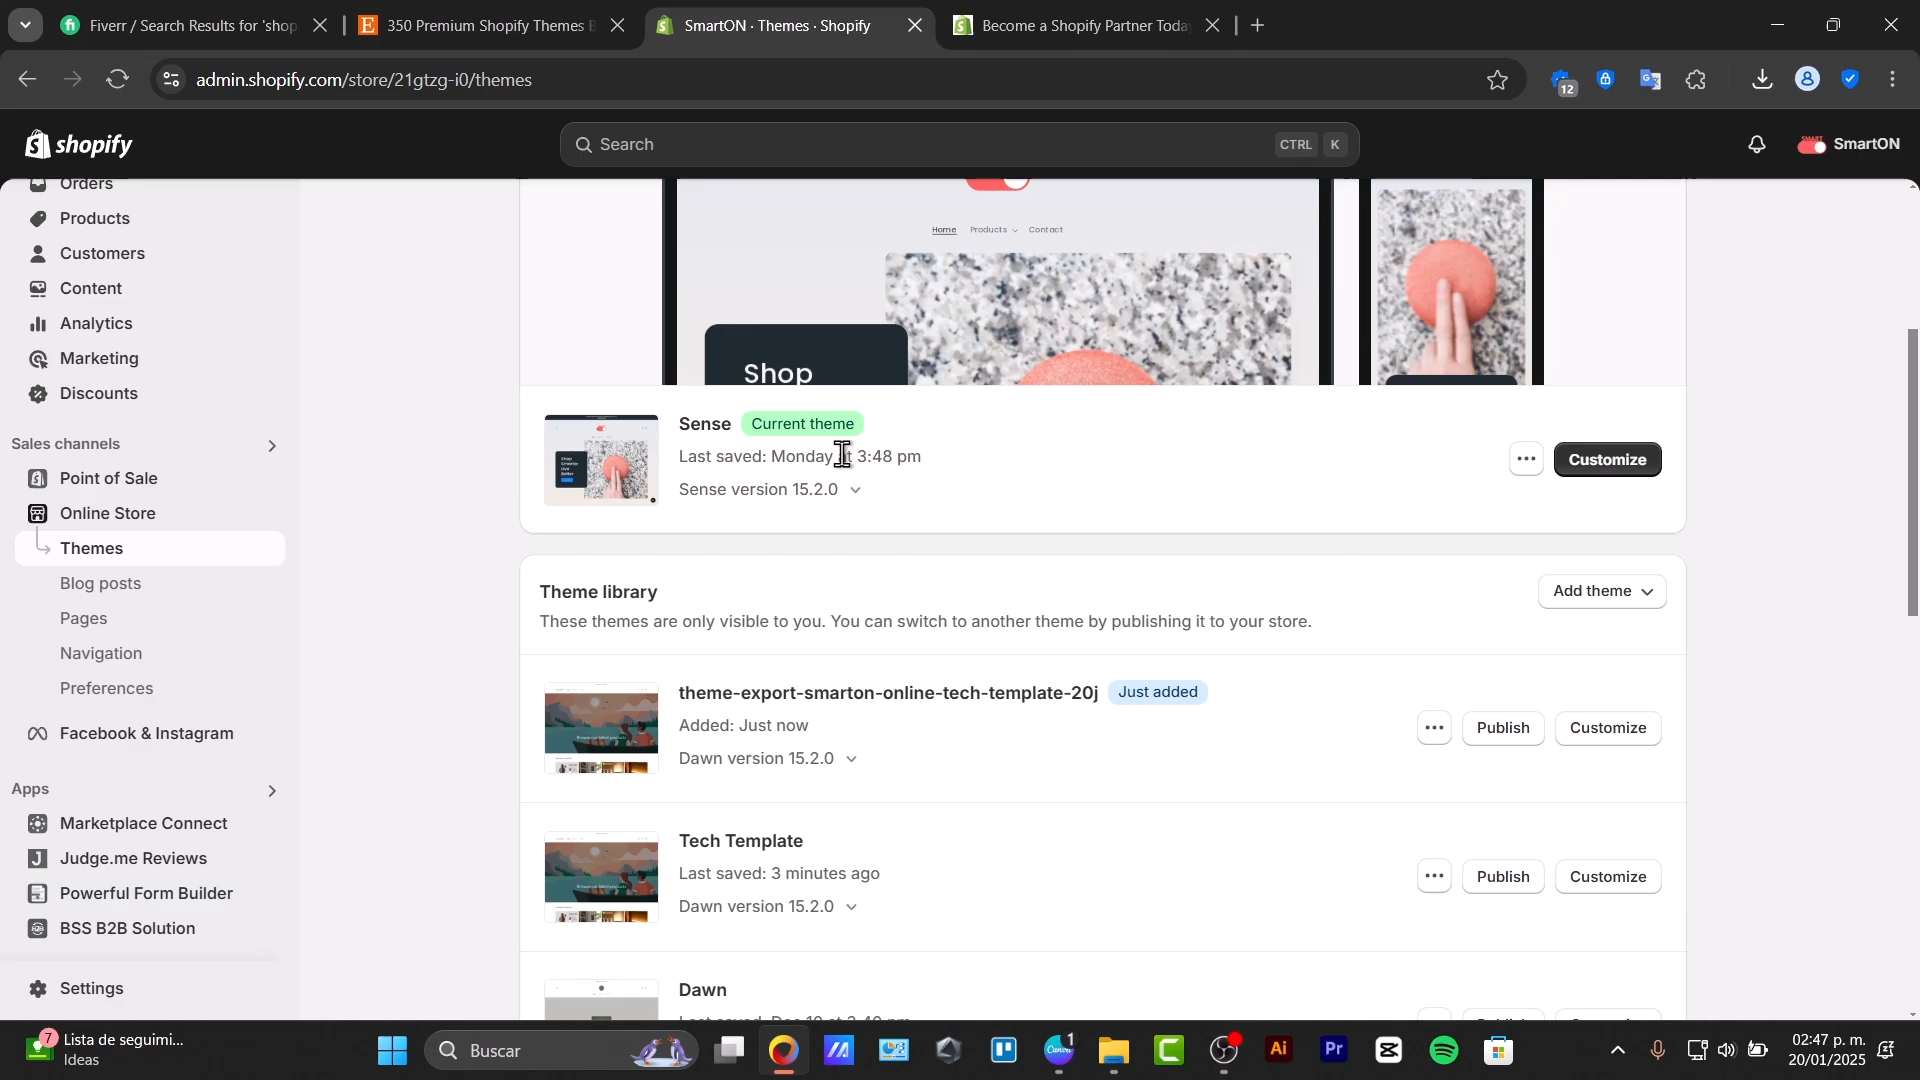 Fiverr / Search Results for 'shop
350 Premium Shopify Themes B
SmartON · Themes · Shopify
Become a Shopify Partner Toda
admin.shopify.com/store/21gtzg-i0/themes
12
shopify
Search
CTRL K
SmartON
Orders
Products
Customers
Content
Analytics
Marketing
Discounts
Sales channels
Point of Sale
Online Store
Themes
Blog posts
Pages
Navigation
Preferences
Facebook & Instagram
Apps
Marketplace Connect
Judge.me Reviews
Powerful Form Builder
BSS B2B Solution
Settings
Home Products Contact
Shop
Sense Current theme
Last saved: Monday at 3:48 pm
Sense version 15.2.0
Customize
Theme library
Add theme
These themes are only visible to you. You can switch to another theme by publishing it to your store.
theme-export-smarton-online-tech-template-20j Just added
Added: Just now
Dawn version 15.2.0
Publish
Customize
Tech Template
Last saved: 3 minutes ago
Dawn version 15.2.0
Publish
Customize
Dawn
7
Lista de seguimi...
Ideas
Buscar
Canva
1
Ai
Pr
02:47 p. m.
20/01/2025